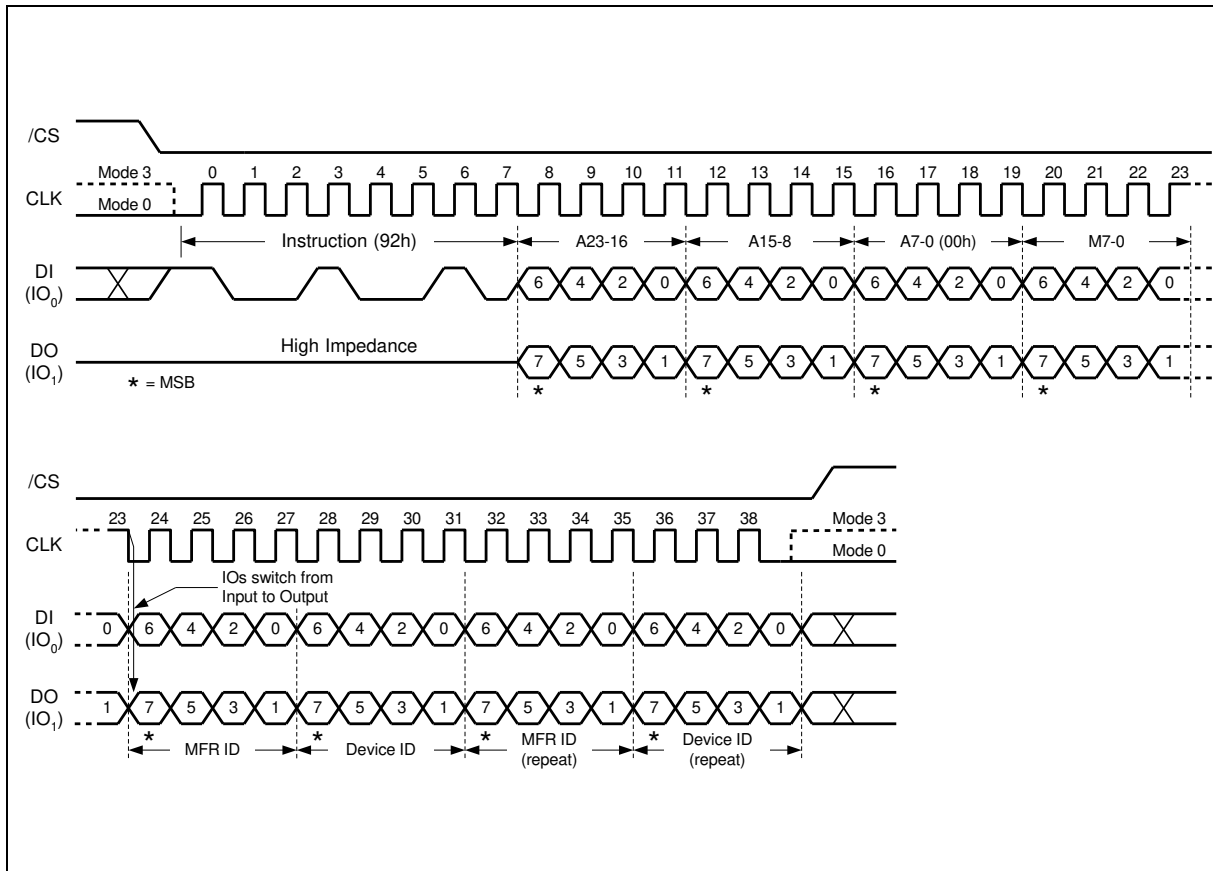 /CS
Mode 3 0 1 2 3 4 5 6 7 8 9 10 11 12 13 14 15 16 17 18 19 20 21 22 23
CLK
Mode 0
Instruction (92h) A23-16 A15-8 A7-0 (00h) M7-0
DI
(IO0)
6 4 2 0 6 4 2 0 6 4 2 0 6 4 2 0
High Impedance
DO
(IO1)
7 5 3 1 7 5 3 1 7 5 3 1 7 5 3 1
* = MSB * * * *
/CS
23 24 25 26 27 28 29 30 31 32 33 34 35 36 37 38 Mode 3
CLK
Mode 0
IOs switch from
Input to Output
DI
(IO0)
0 6 4 2 0 6 4 2 0 6 4 2 0 6 4 2 0
DO
(IO1)
1 7 5 3 1 7 5 3 1 7 5 3 1 7 5 3 1
* * * *
MFR ID Device ID MFR ID
(repeat)
Device ID
(repeat)